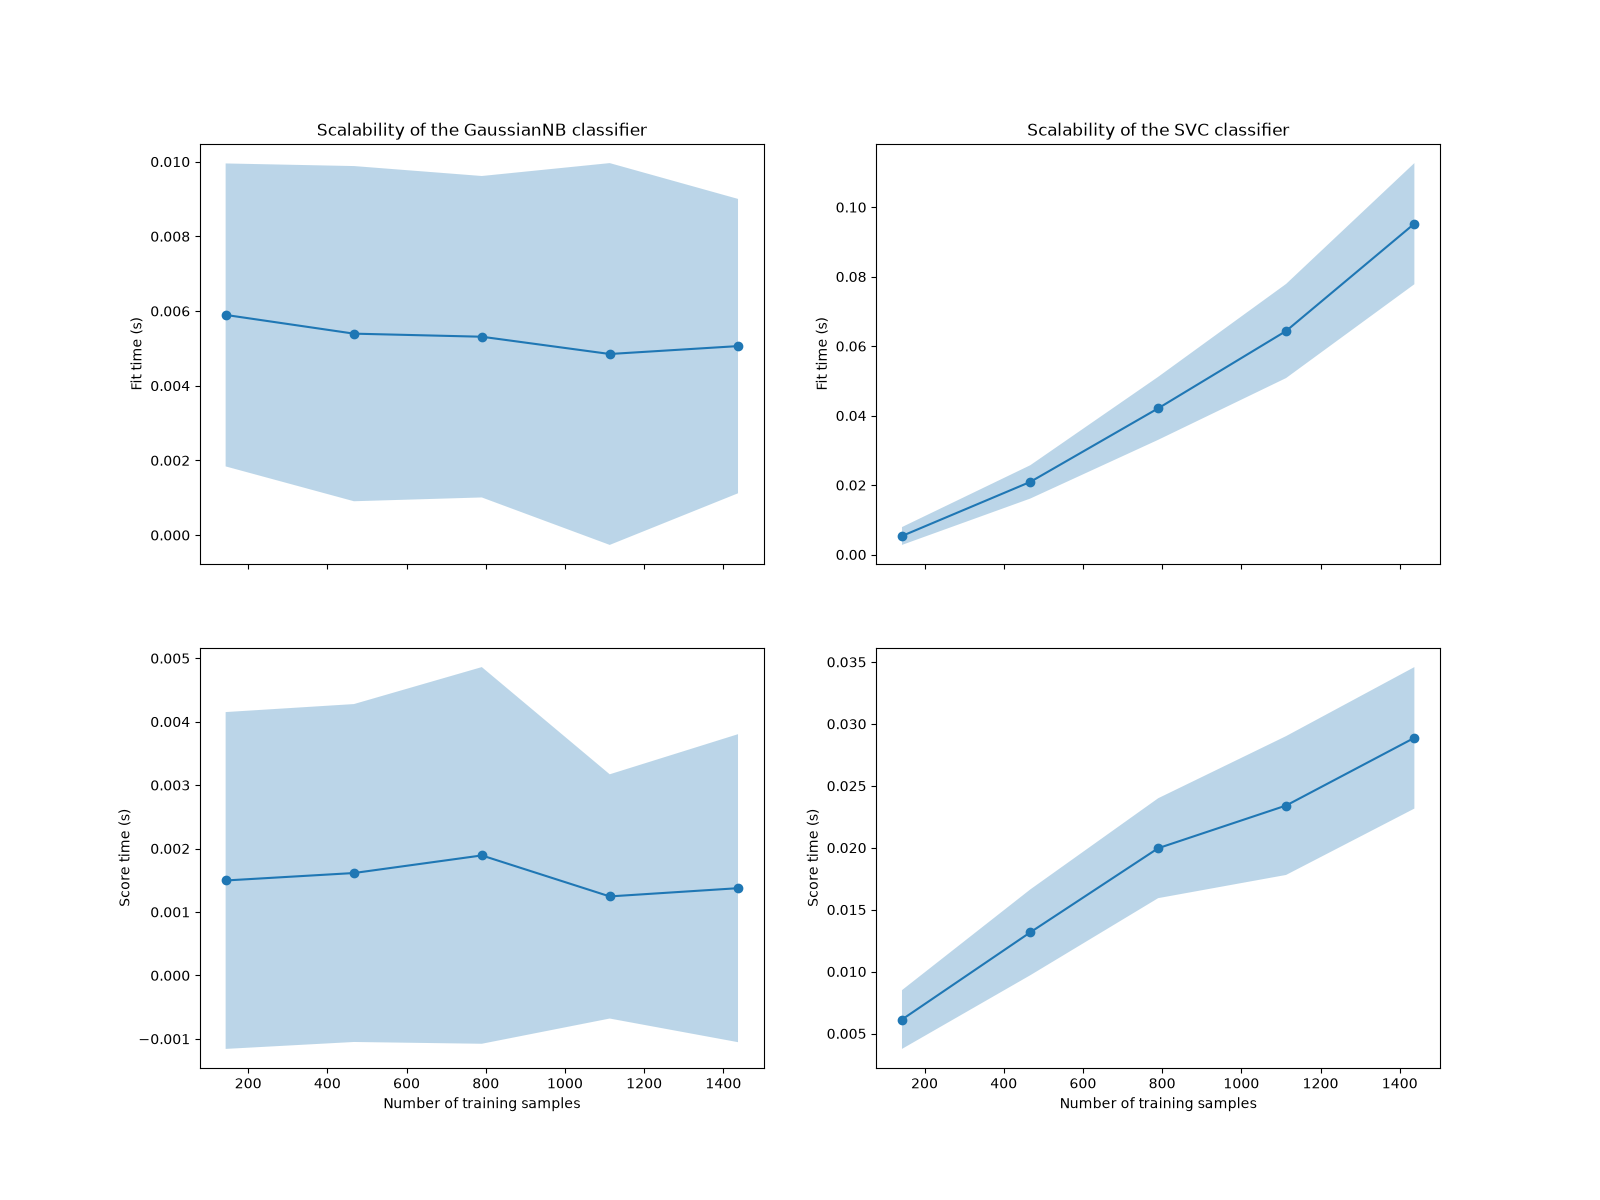 Scalability of the GaussianNB classifier
0.010
0.008
0.006
0.004
0.002
0.000
Fit time (s)
Scalability of the SVC classifier
0.10
0.08
0.06
0.04
0.02
0.00
Fit time (s)
0.005
0.004
0.003
0.002
0.001
0.000
−0.001
Score time (s)
200 400 600 800 1000 1200 1400
Number of training samples
0.035
0.030
0.025
0.020
0.015
0.010
0.005
Score time (s)
200 400 600 800 1000 1200 1400
Number of training samples